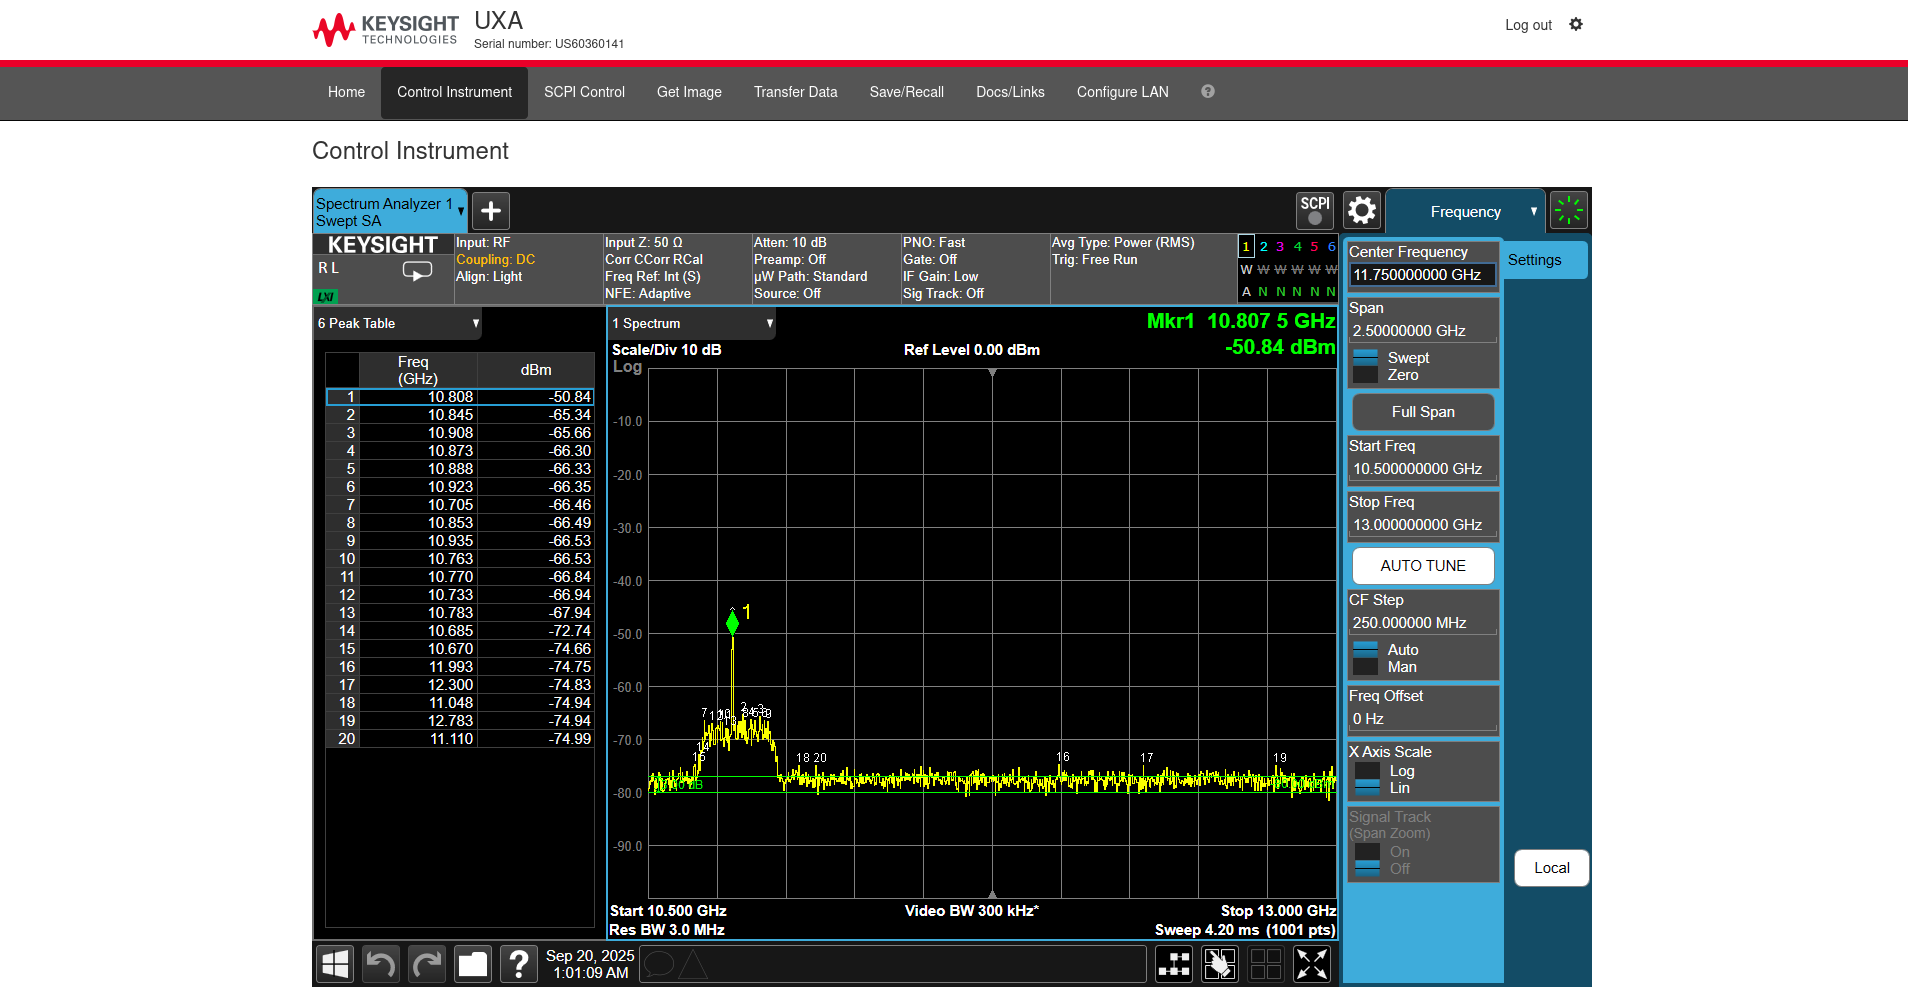 KEYSIGHT
TECHNOLOGIES
UXA
Serial number: US60360141
Log out
Home
Control Instrument
SCPI Control
Get Image
Transfer Data
Save/Recall
Docs/Links
Configure LAN
Control Instrument
Spectrum Analyzer 1
Swept SA
SCPI
Frequency
KEYSIGHT
R L
LXI
Input: RF
Coupling: DC
Align: Light
Input Z: 50 Ω
Corr CCorr RCal
Freq Ref: Int (S)
NFE: Adaptive
Atten: 10 dB
Preamp: Off
µW Path: Standard
Source: Off
PNO: Fast
Gate: Off
IF Gain: Low
Sig Track: Off
Avg Type: Power (RMS)
Trig: Free Run
1 2 3 4 5 6
W W W W W W
A N N N N N
6 Peak Table
Freq
(GHz)
dBm
1 10.808 -50.84
2 10.845 -65.34
3 10.908 -65.66
4 10.873 -66.30
5 10.888 -66.33
6 10.923 -66.35
7 10.705 -66.46
8 10.853 -66.49
9 10.935 -66.53
10 10.763 -66.53
11 10.770 -66.84
12 10.733 -66.94
13 10.783 -67.94
14 10.685 -72.74
15 10.670 -74.66
16 11.993 -74.75
17 12.300 -74.83
18 11.048 -74.94
19 12.783 -74.94
20 11.110 -74.99
1 Spectrum
Mkr1 10.807 5 GHz
-50.84 dBm
Scale/Div 10 dB
Ref Level 0.00 dBm
Log
-10.0
-20.0
-30.0
-40.0
-50.0
-60.0
-70.0
-80.0
-90.0
1
7
14
18 20
16
17
19
Start 10.500 GHz
Video BW 300 kHz*
Stop 13.000 GHz
Res BW 3.0 MHz
Sweep 4.20 ms (1001 pts)
Center Frequency
11.750000000 GHz
Settings
Span
2.50000000 GHz
Swept
Zero
Full Span
Start Freq
10.500000000 GHz
Stop Freq
13.000000000 GHz
AUTO TUNE
CF Step
250.000000 MHz
Auto
Man
Freq Offset
0 Hz
X Axis Scale
Log
Lin
Signal Track
(Span Zoom)
On
Off
Local
Sep 20, 2025
1:01:09 AM